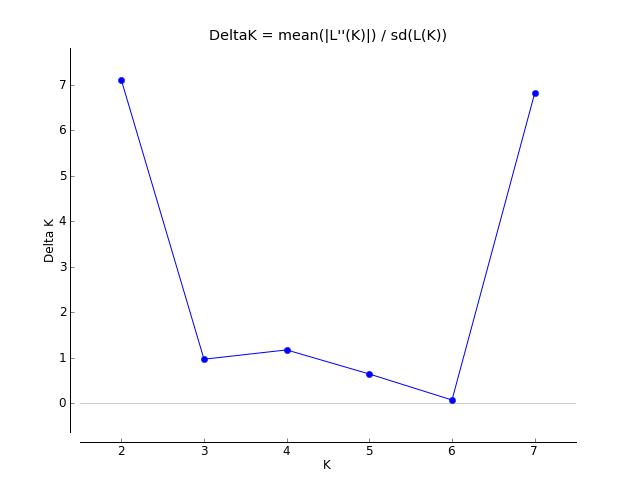 DeltaK = mean(|L''(K)|) / sd(L(K))
7
6
5
4
3
2
1
0
Delta K
2 3 4 5 6 7
K